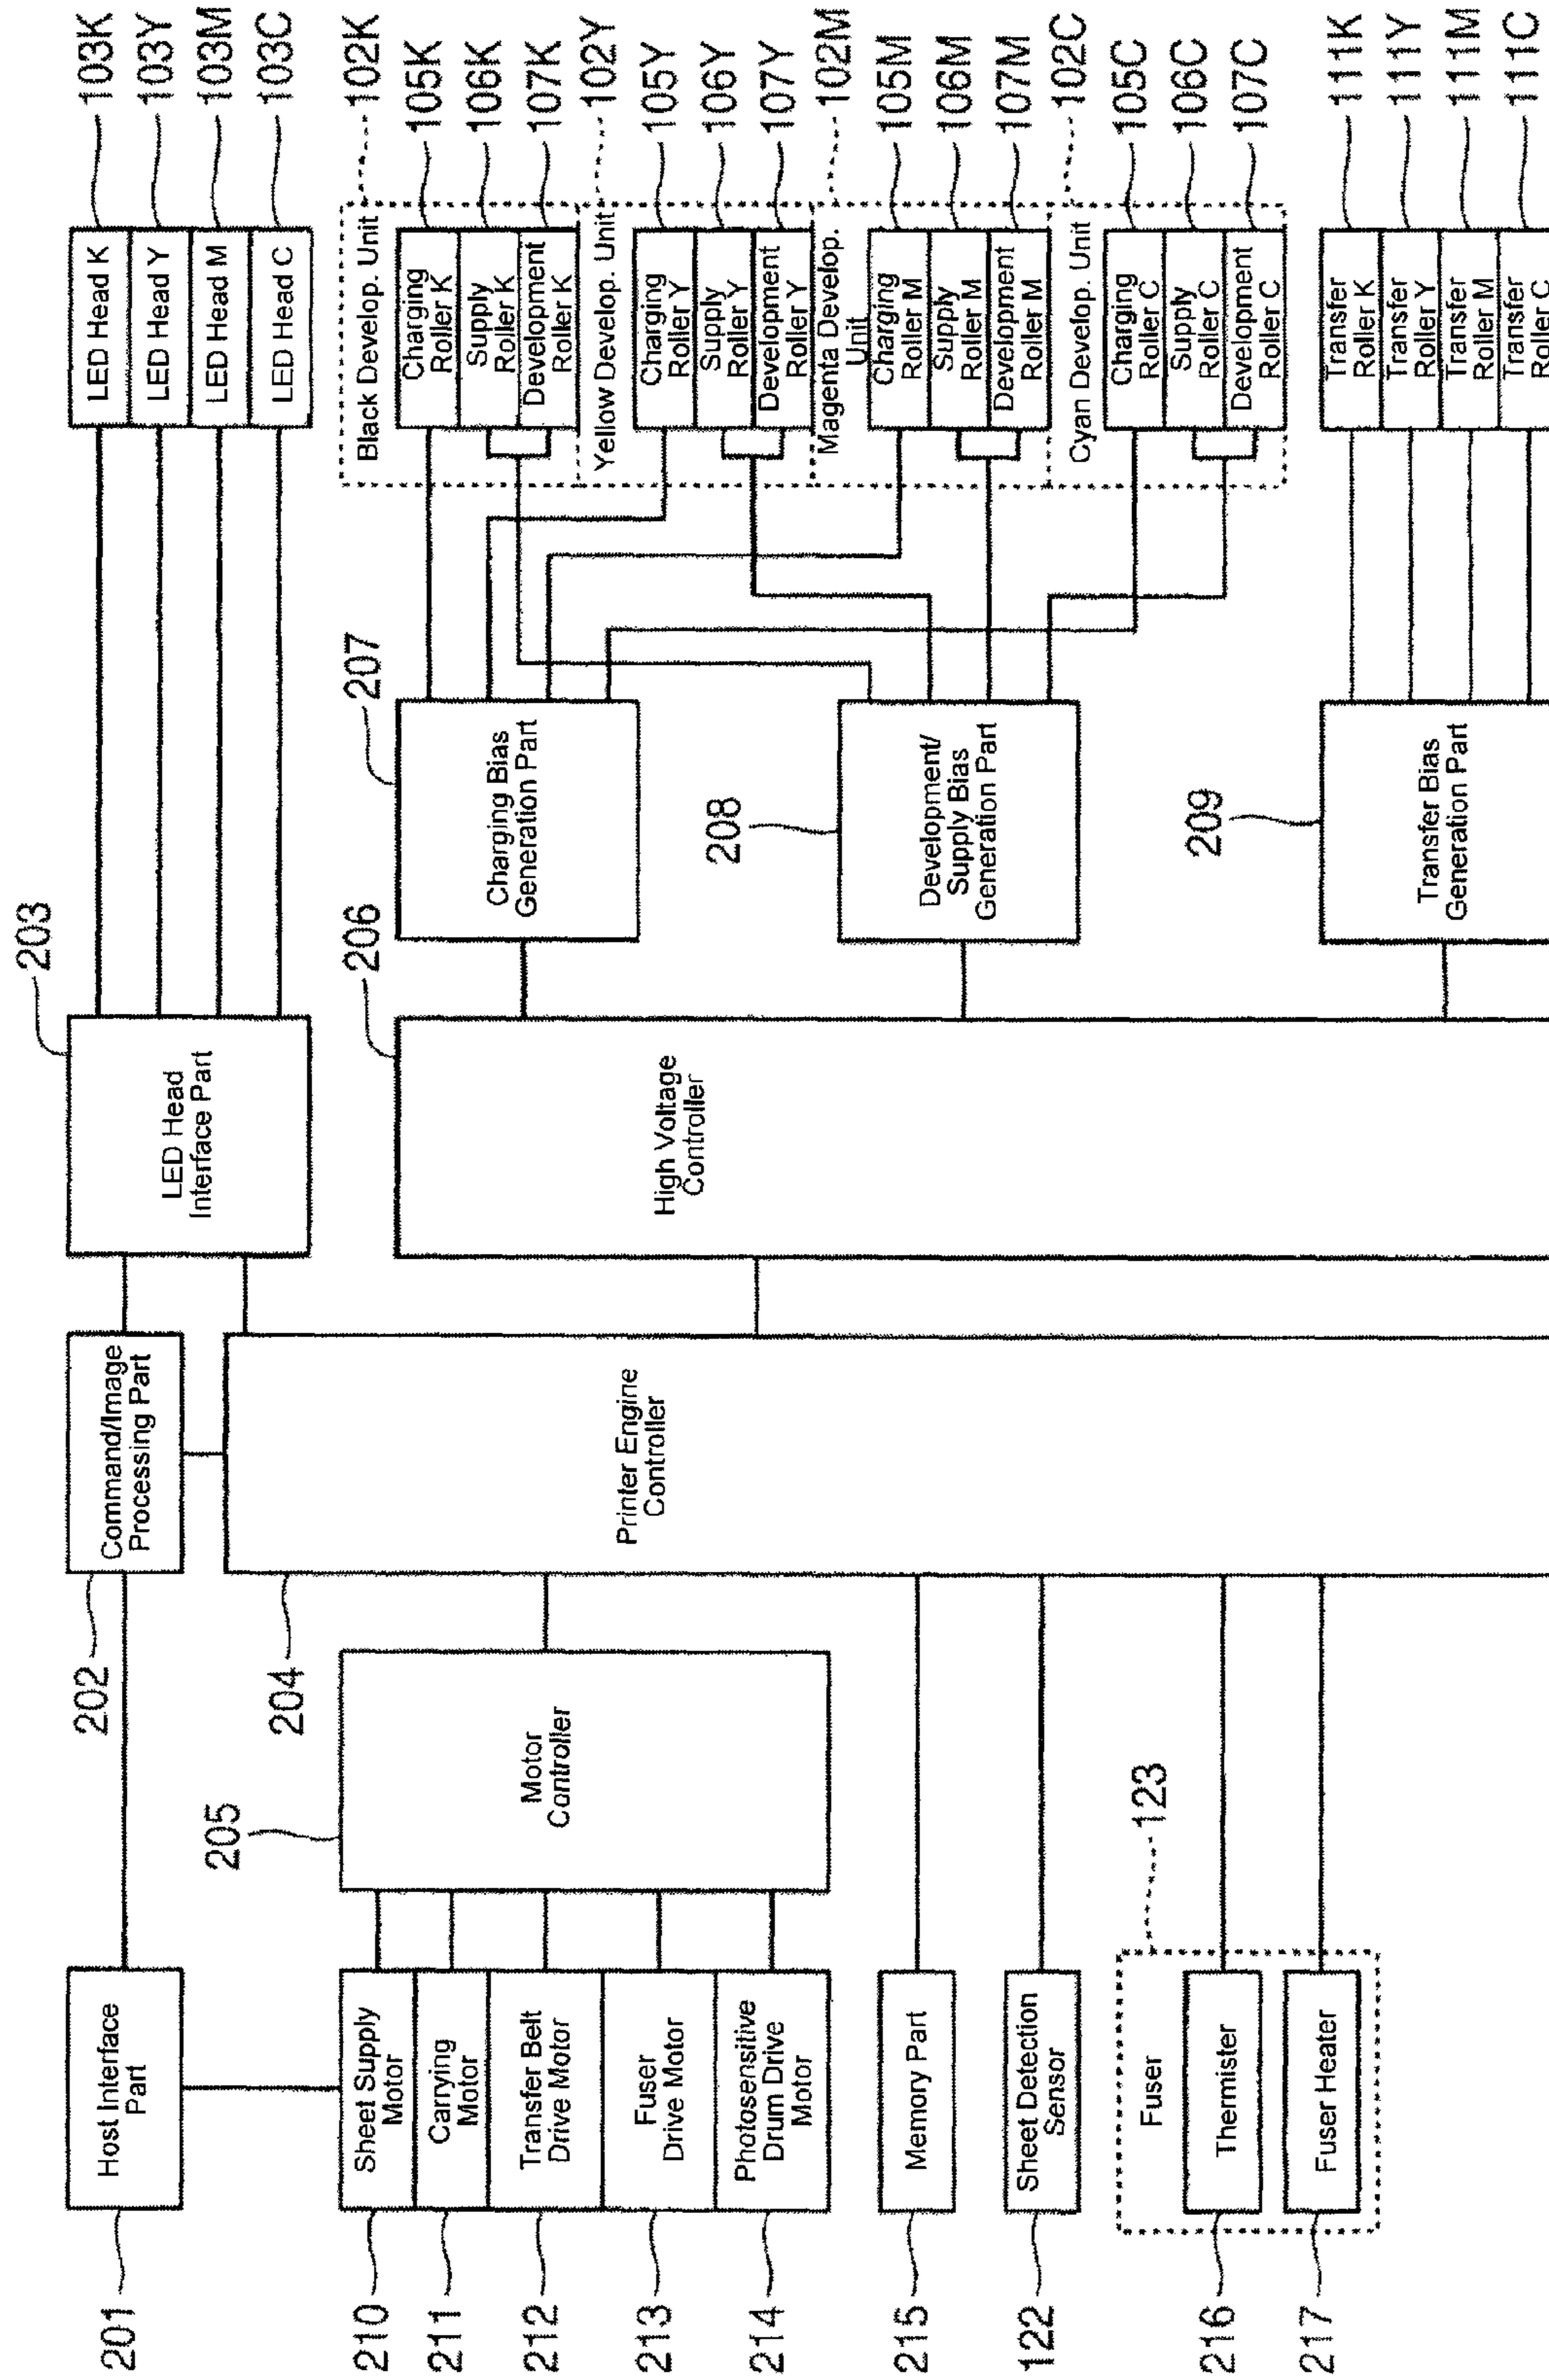 201
Host Interface
Part
202
Command/Image
Processing Part
203
LED Head
Interface Part
LED Head K
LED Head Y
LED Head M
LED Head C
103K
103Y
103M
103C
204
Printer Engine
Controller
205
Motor
Controller
210
Sheet Supply
Motor
211
Carrying
Motor
212
Transfer Belt
Drive Motor
213
Fuser
Drive Motor
214
Photosensitive
Drum Drive
Motor
215
Memory Part
122
Sheet Detection
Sensor
123
Fuser
216
Themister
217
Fuser Heater
206
High Voltage
Controller
207
Charging Bias
Generation Part
208
Development/
Supply Bias
Generation Part
209
Transfer Bias
Generation Part
Black Develop. Unit
102K
Charging
Roller K
105K
Supply
Roller K
106K
Development
Roller K
107K
Yellow Develop. Unit
102Y
Charging
Roller Y
105Y
Supply
Roller Y
106Y
Development
Roller Y
107Y
Magenta Develop.
Unit
102M
Charging
Roller M
105M
Supply
Roller M
106M
Development
Roller M
107M
Cyan Develop. Unit
102C
Charging
Roller C
105C
Supply
Roller C
106C
Development
Roller C
107C
Transfer
Roller K
111K
Transfer
Roller Y
111Y
Transfer
Roller M
111M
Transfer
Roller C
111C